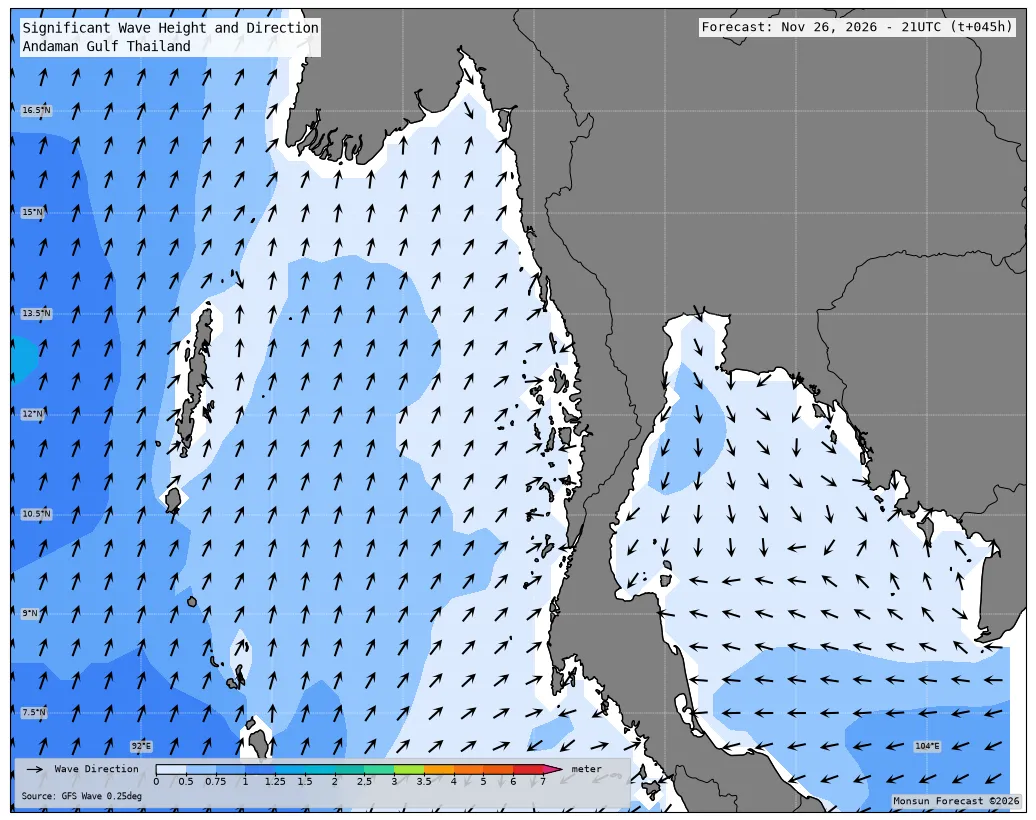 Significant Wave Height and Direction
Andaman Gulf Thailand
Forecast: Nov 26, 2026 - 21UTC (t+045h)
16.5°N
15°N
13.5°N
12°N
10.5°N
9°N
7.5°N
92°E
104°E
Wave Direction
0 0.5 0.75 1 1.25 1.5 2 2.5 3 3.5 4 5 6 7
meter
Source: GFS Wave 0.25deg
Monsun Forecast ©2026